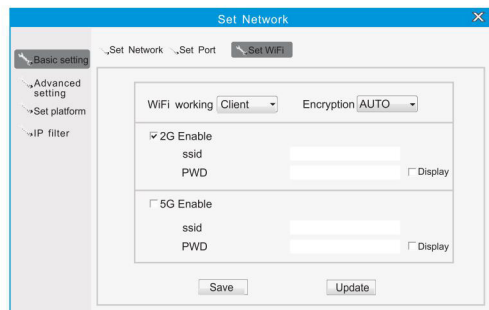 Set Network
Basic setting
Advanced
setting
Set platform
IP filter
Set Network Set Port Set WiFi
WiFi working Client Encryption AUTO
2G Enable
ssid
PWD Display
5G Enable
ssid
PWD Display
Save Update